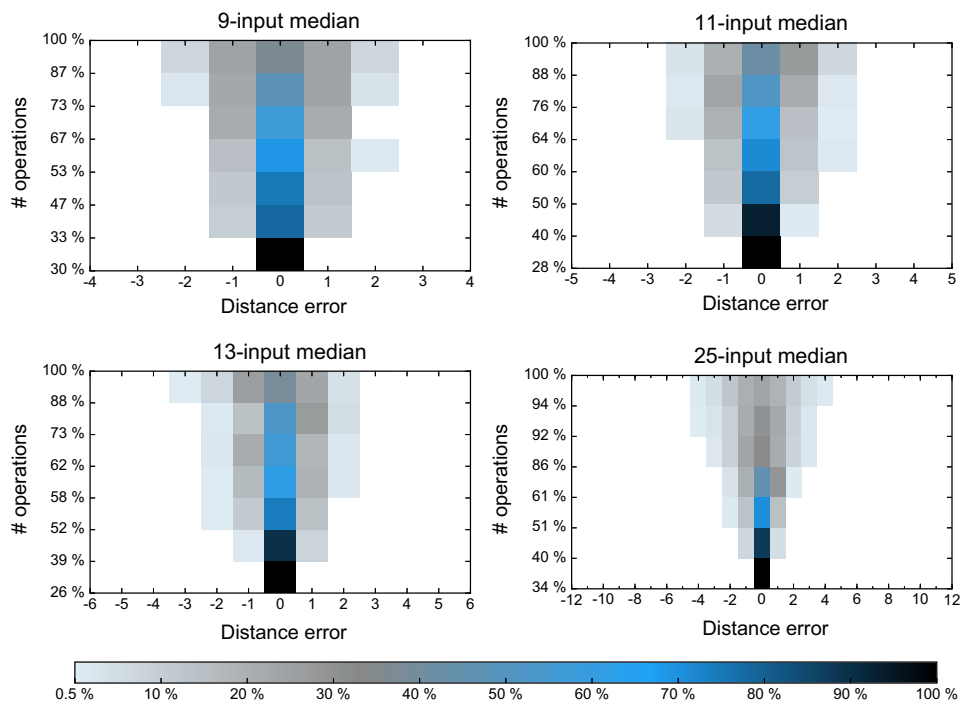 9-input median
100 %
87 %
73 %
67 %
53 %
47 %
33 %
30 %
# operations
-4 -3 -2 -1 0 1 2 3 4
Distance error
11-input median
100 %
88 %
76 %
64 %
60 %
50 %
40 %
28 %
# operations
-5 -4 -3 -2 -1 0 1 2 3 4 5
Distance error
13-input median
100 %
88 %
73 %
62 %
58 %
52 %
39 %
26 %
# operations
-6 -5 -4 -3 -2 -1 0 1 2 3 4 5 6
Distance error
25-input median
100 %
94 %
92 %
86 %
61 %
51 %
40 %
34 %
# operations
-12 -10 -8 -6 -4 -2 0 2 4 6 8 10 12
Distance error
0.5 % 10 % 20 % 30 % 40 % 50 % 60 % 70 % 80 % 90 % 100 %